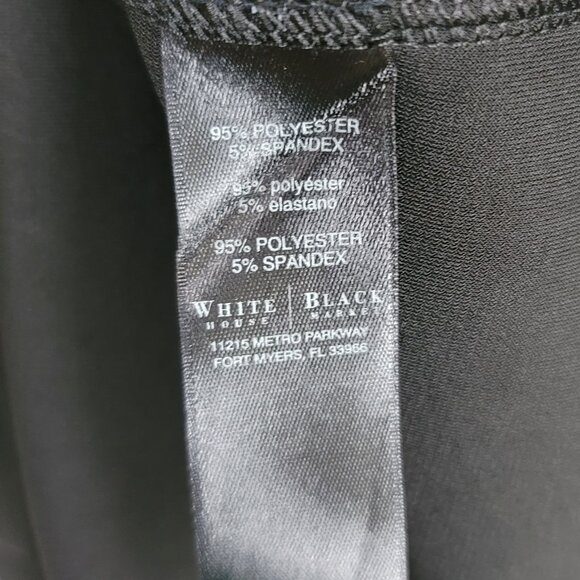 95% POLYESTER
5% SPANDEX
95% polyéster
5% elastano
95% POLYESTER
5% SPANDEX
WHITE | BLACK
HOUSE MARKET
11215 METRO PARKWAY
FORT MYERS, FL 33966